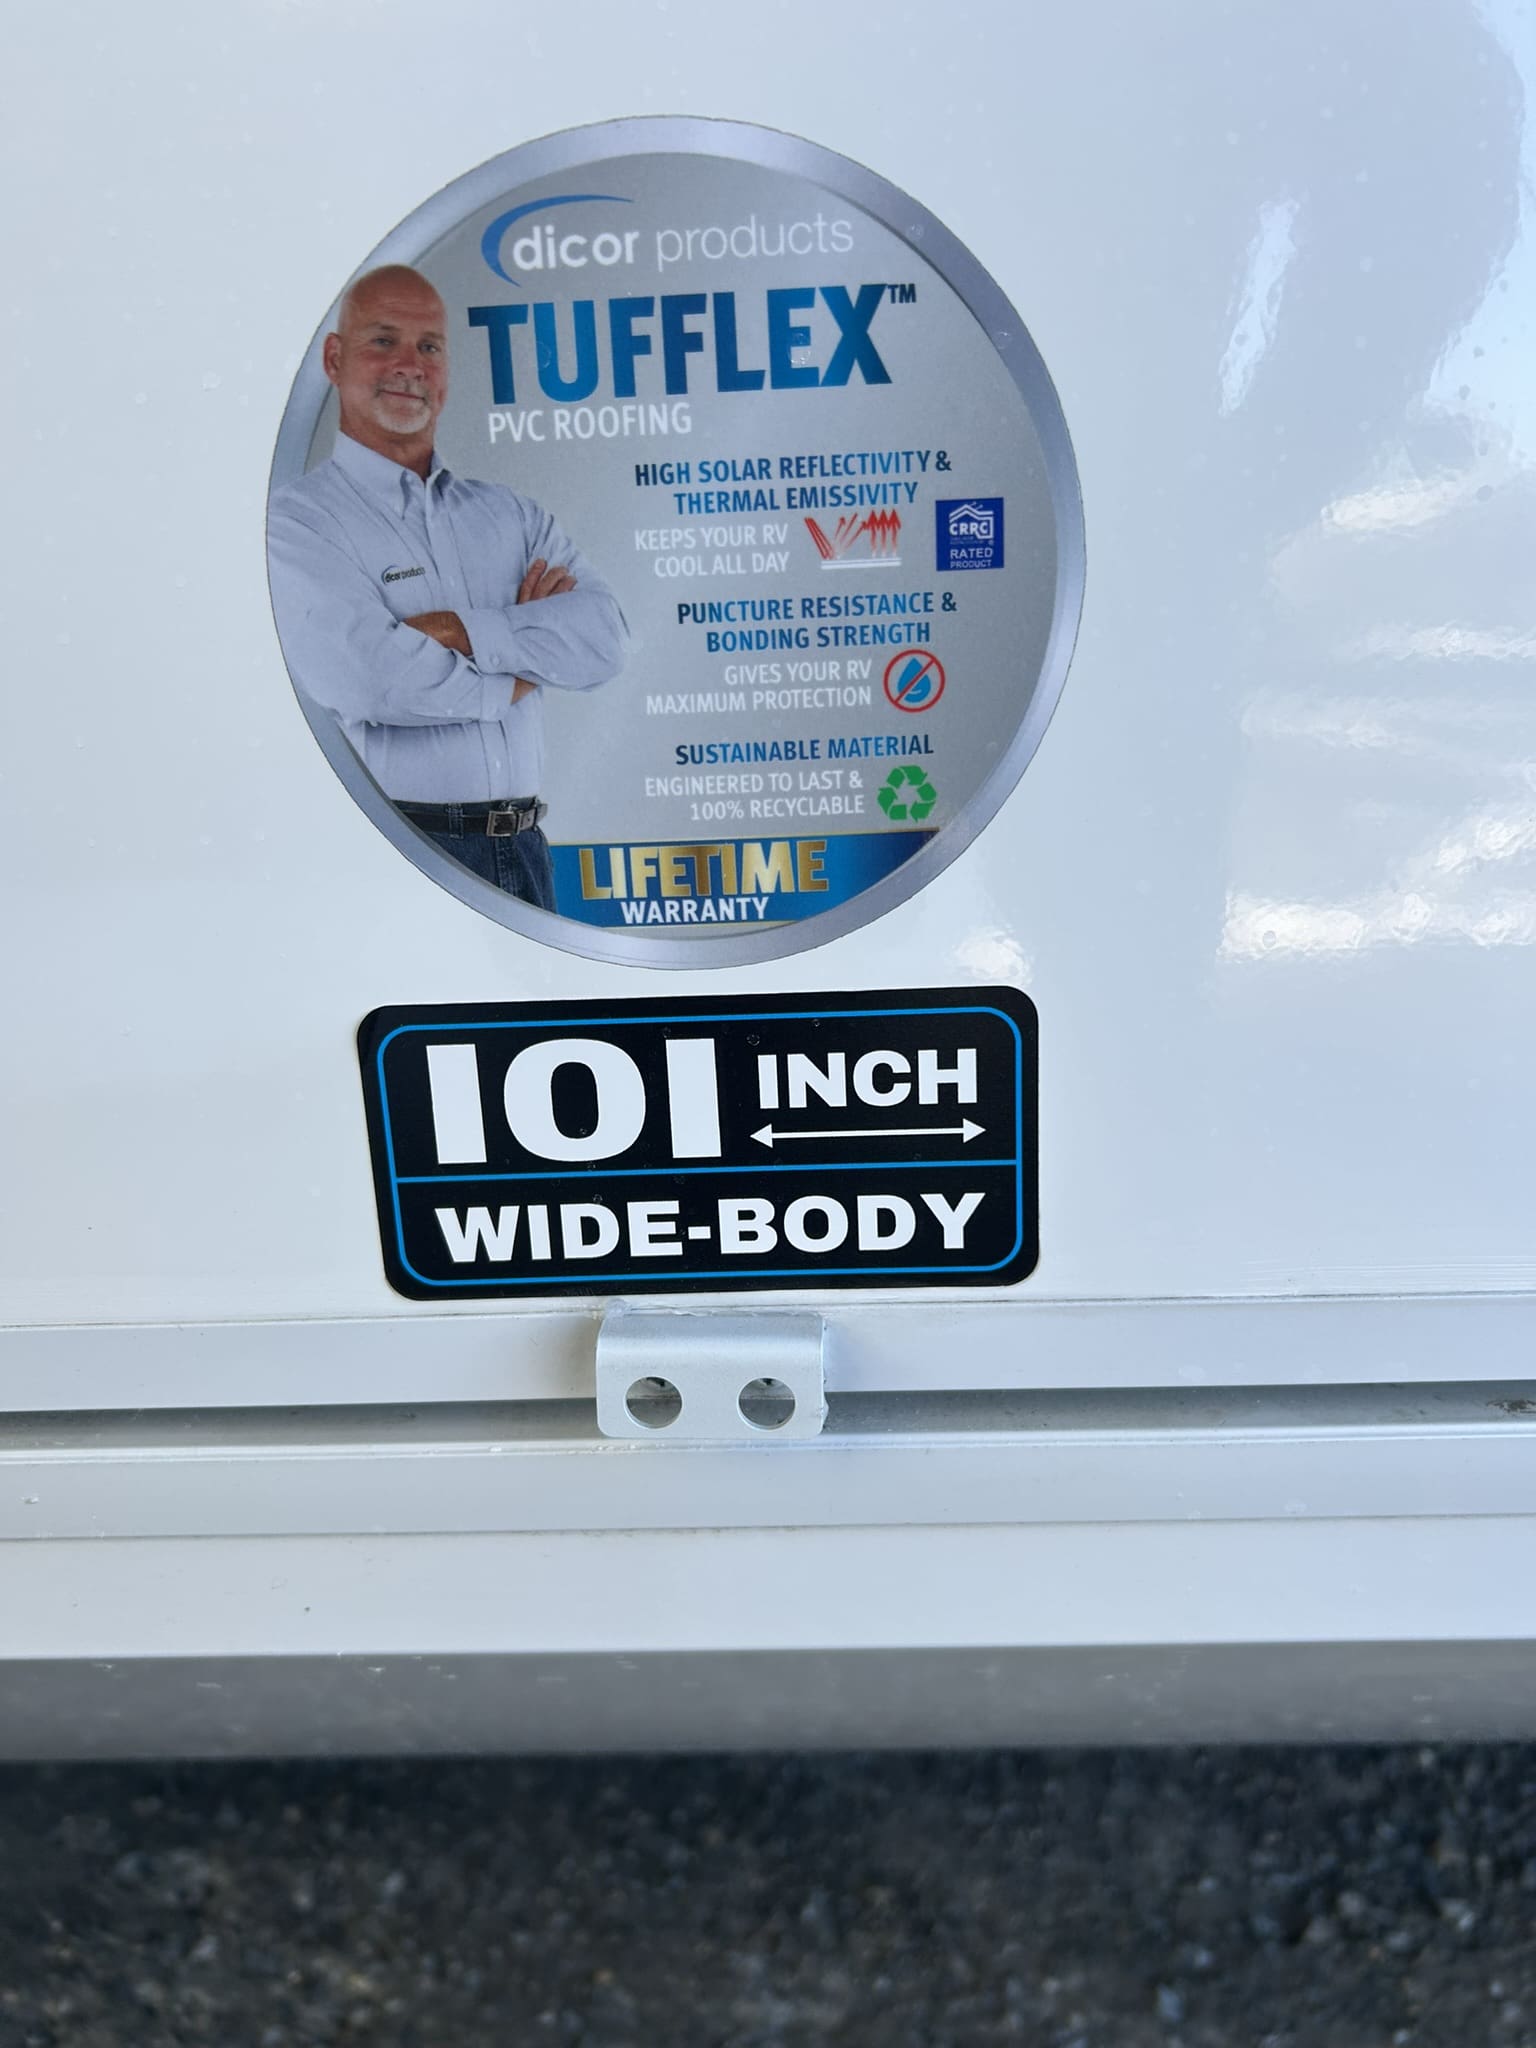 dicor products
TUFFLEX™
PVC ROOFING
HIGH SOLAR REFLECTIVITY &
THERMAL EMISSIVITY
KEEPS YOUR RV
COOL ALL DAY
CRRC
RATED
PRODUCT
PUNCTURE RESISTANCE &
BONDING STRENGTH
GIVES YOUR RV
MAXIMUM PROTECTION
dicor products
SUSTAINABLE MATERIAL
ENGINEERED TO LAST &
100% RECYCLABLE
LIFETIME
WARRANTY
101 INCH
WIDE-BODY